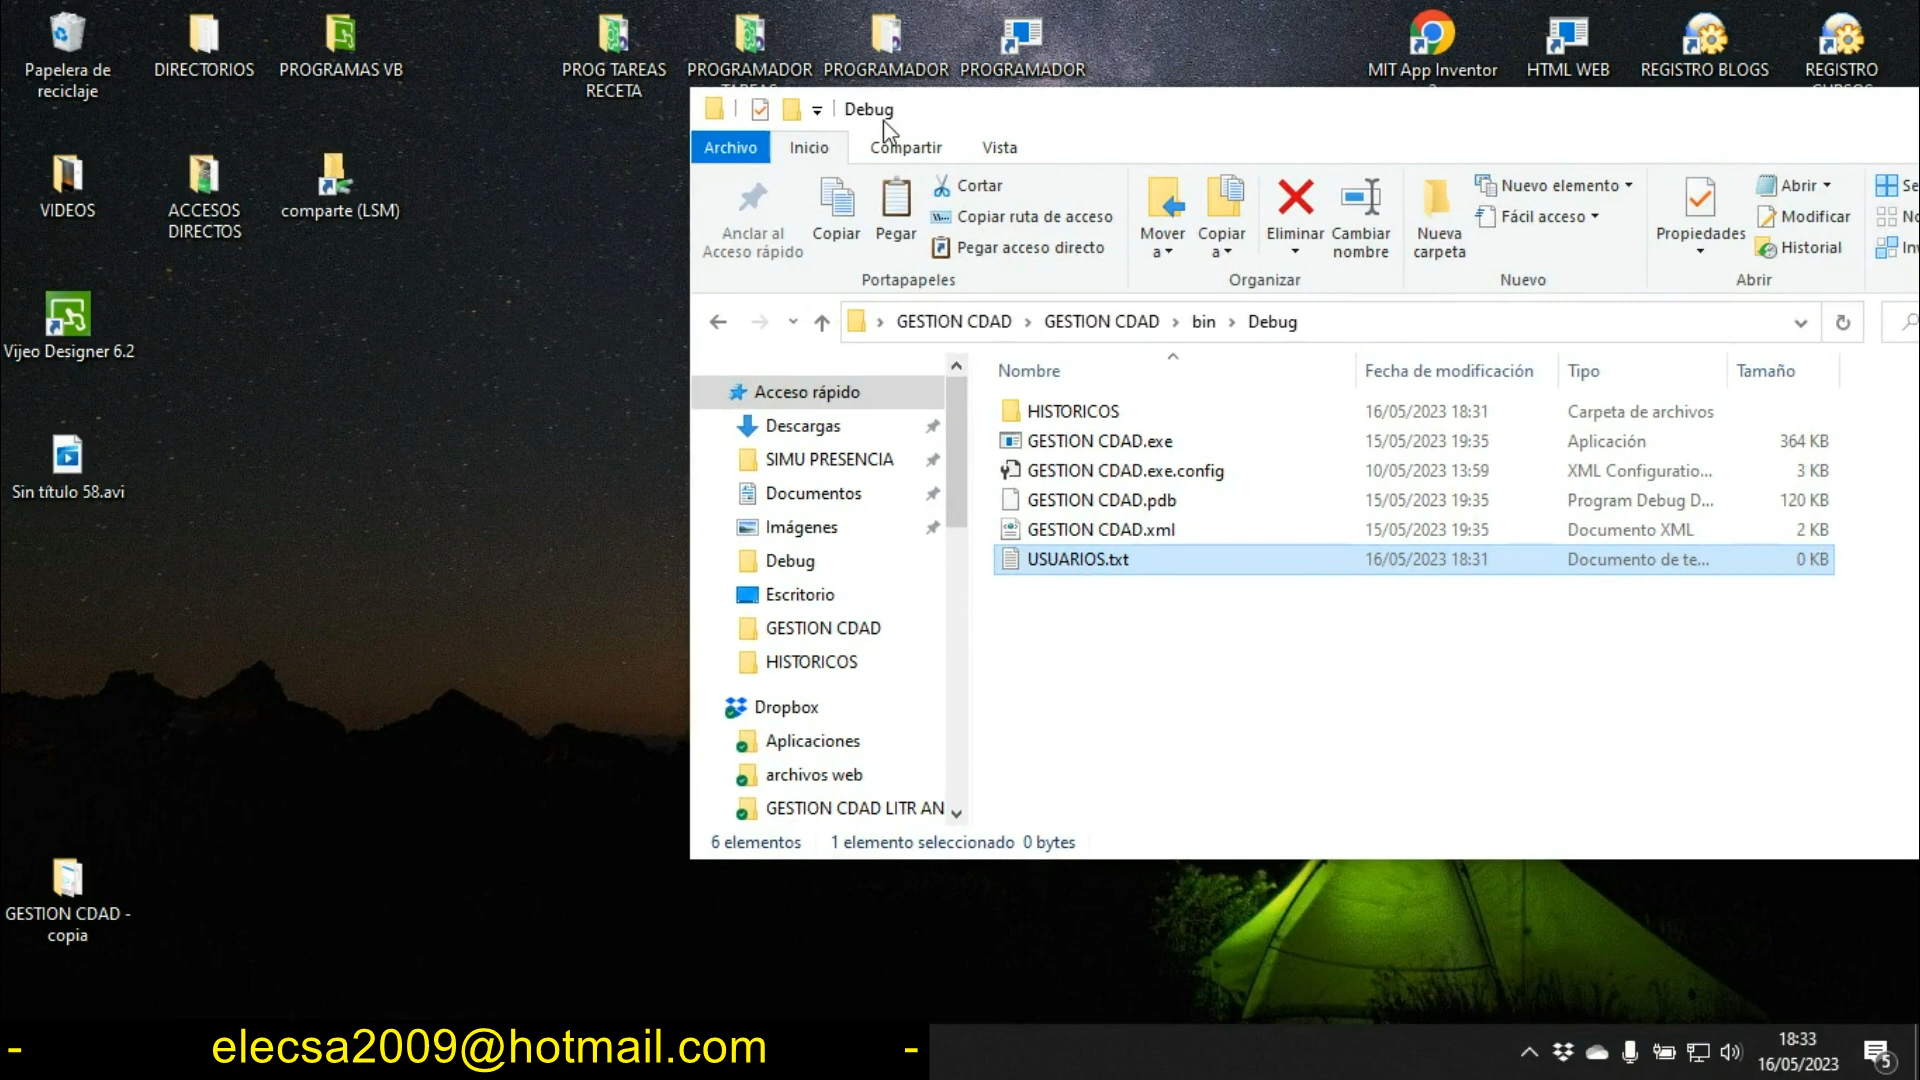 Papelera de
reciclaje
DIRECTORIOS
PROGRAMAS VB
PROG TAREAS
RECETA
PROGRAMADOR
TAREAS
PROGRAMADOR
PROGRAMADOR
MIT App Inventor
2
HTML WEB
REGISTRO BLOGS
REGISTRO
CURSOS
VIDEOS
ACCESOS
DIRECTOS
comparte (LSM)
Vijeo Designer 6.2
Sin título 58.avi
GESTION CDAD -
copia
Debug
Archivo
Inicio
Compartir
Vista
Anclar al
Acceso rápido
Copiar
Pegar
Cortar
Copiar ruta de acceso
Pegar acceso directo
Portapapeles
Mover
a
Copiar
a
Eliminar
Cambiar
nombre
Organizar
Nueva
carpeta
Nuevo elemento
Fácil acceso
Nuevo
Propiedades
Abrir
Modificar
Historial
Abrir
Se
No
Inv
GESTION CDAD › GESTION CDAD › bin › Debug
Acceso rápido
Descargas
SIMU PRESENCIA
Documentos
Imágenes
Debug
Escritorio
GESTION CDAD
HISTORICOS
Dropbox
Aplicaciones
archivos web
GESTION CDAD LITR AN
Nombre Fecha de modificación Tipo Tamaño
HISTORICOS 16/05/2023 18:31 Carpeta de archivos
GESTION CDAD.exe 15/05/2023 19:35 Aplicación 364 KB
GESTION CDAD.exe.config 10/05/2023 13:59 XML Configuratio... 3 KB
GESTION CDAD.pdb 15/05/2023 19:35 Program Debug D... 120 KB
GESTION CDAD.xml 15/05/2023 19:35 Documento XML 2 KB
USUARIOS.txt 16/05/2023 18:31 Documento de te... 0 KB
6 elementos 1 elemento seleccionado 0 bytes
- elecsa2009@hotmail.com -
18:33
16/05/2023
5